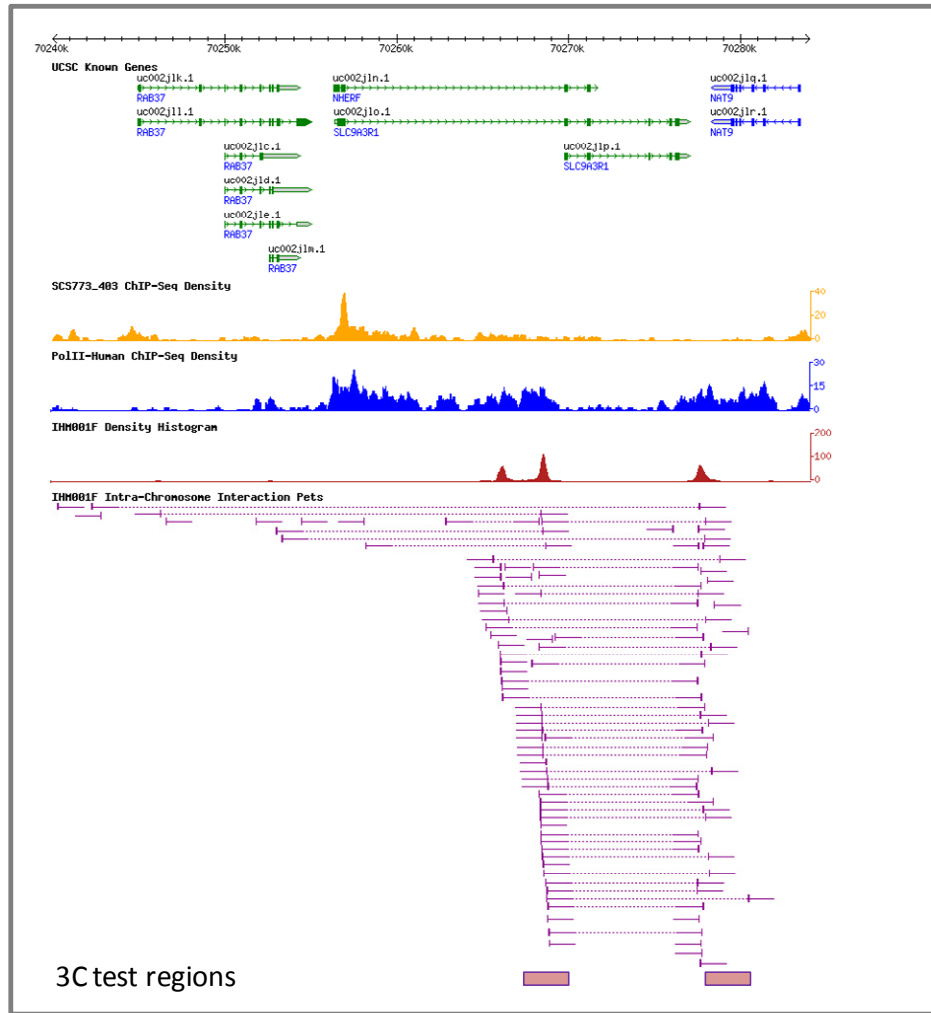 70240k 70250k 70260k 70270k 70280k
UCSC Known Genes
uc002jlk.1 uc002jln.1 uc002jlq.1
RAB37 NHERF NAT9
uc002jll.1 uc002jlo.1 uc002jlr.1
RAB37 SLC9A3R1 NAT9
uc002jlc.1 uc002jlp.1
RAB37 SLC9A3R1
uc002jld.1
RAB37
uc002jle.1
RAB37
uc002jlm.1
RAB37
SCS773_403 ChIP-Seq Density
40
20
0
PolII-Human ChIP-Seq Density
30
15
0
IHM001F Density Histogram
200
100
0
IHM001F Intra-Chromosome Interaction Pets
3C test regions